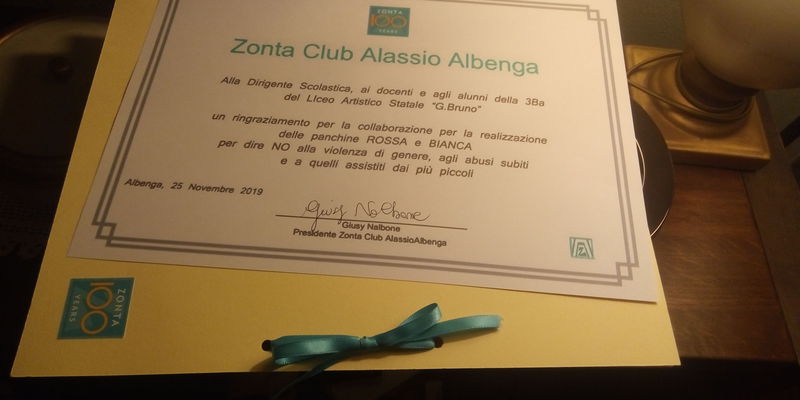 ZONTA
100
YEARS
Zonta Club Alassio Albenga
Alla Dirigente Scolastica, ai docenti e agli alunni della 3Ba
del LIceo Artistico Statale "G.Bruno"
un ringraziamento per la collaborazione per la realizzazione
delle panchine ROSSA e BIANCA
per dire NO alla violenza di genere, agli abusi subiti
e a quelli assistiti dai più piccoli
Albenga, 25 Novembre 2019
Giusy Nalbone
Giusy Nalbone
Presidente Zonta Club AlassioAlbenga
ZONTA
100
YEARS